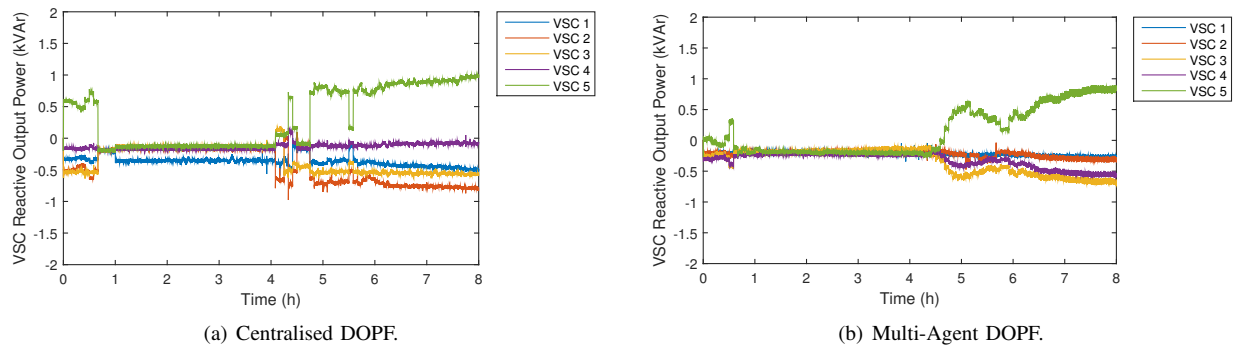 VSC Reactive Output Power (kVAr)
2
1.5
1
0.5
0
-0.5
-1
-1.5
-2
0 1 2 3 4 5 6 7 8
Time (h)
VSC 1
VSC 2
VSC 3
VSC 4
VSC 5
(a) Centralised DOPF.
VSC Reactive Output Power (kVAr)
2
1.5
1
0.5
0
-0.5
-1
-1.5
-2
0 1 2 3 4 5 6 7 8
Time (h)
VSC 1
VSC 2
VSC 3
VSC 4
VSC 5
(b) Multi-Agent DOPF.